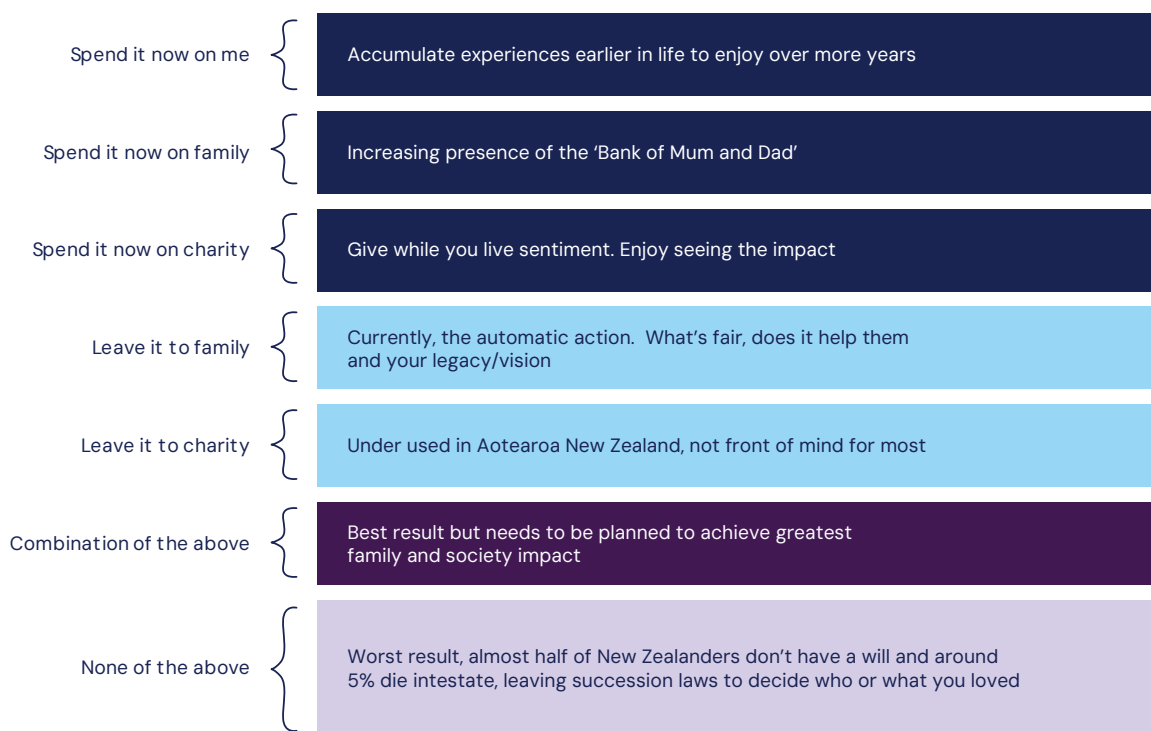 Spend it now on me
Accumulate experiences earlier in life to enjoy over more years
Spend it now on family
Increasing presence of the ‘Bank of Mum and Dad’
Spend it now on charity
Give while you live sentiment. Enjoy seeing the impact
Leave it to family
Currently, the automatic action.  What’s fair, does it help them
and your legacy/vision
Leave it to charity
Under used in Aotearoa New Zealand, not front of mind for most
Combination of the above
Best result but needs to be planned to achieve greatest
family and society impact
None of the above
Worst result, almost half of New Zealanders don’t have a will and around
5% die intestate, leaving succession laws to decide who or what you loved